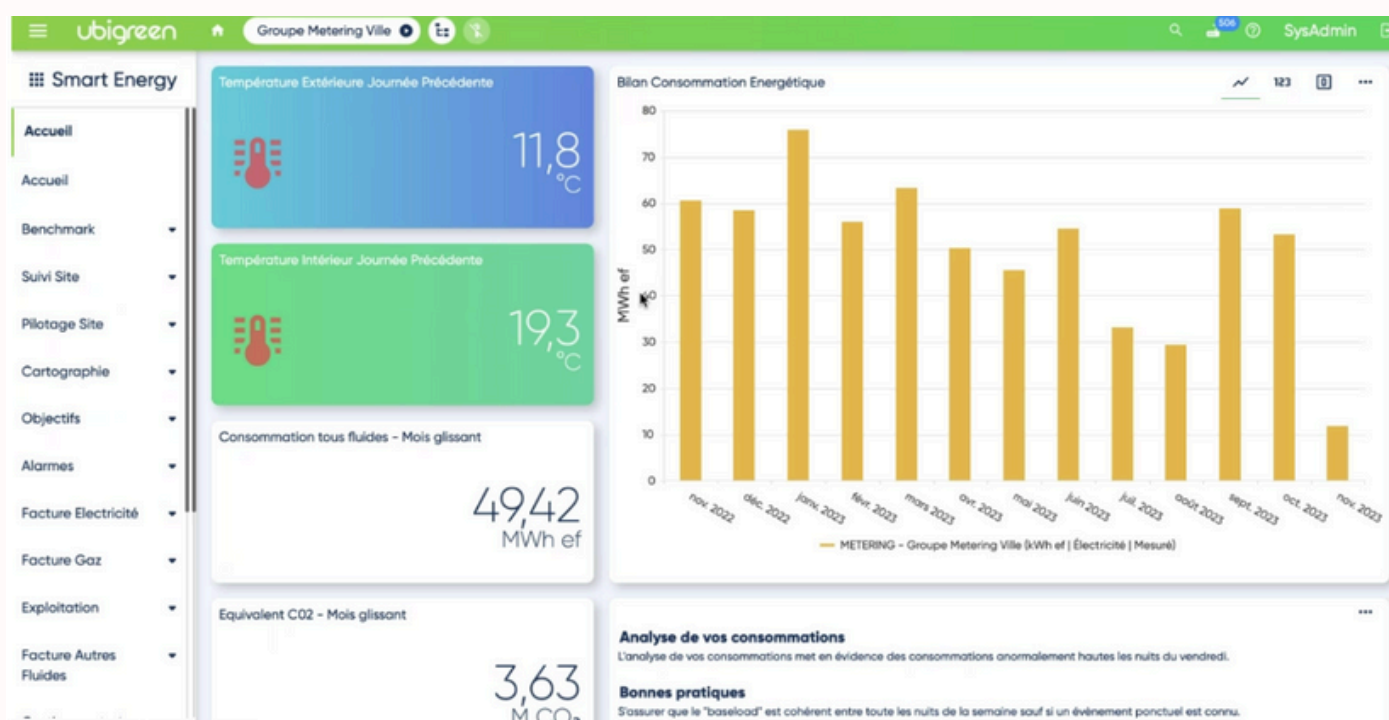 ubigreen
Groupe Metering Ville
506
SysAdmin
Smart Energy
Accueil
Accueil
Benchmark
Suivi Site
Pilotage Site
Cartographie
Objectifs
Alarmes
Facture Electricité
Facture Gaz
Exploitation
Facture Autres
Fluides
Température Extérieure Journée Précédente
11,8
°C
Température Intérieur Journée Précédente
19,3
°C
Consommation tous fluides - Mois glissant
49,42
MWh ef
Equivalent C02 - Mois glissant
3,63
M CO₂
Bilan Consommation Energétique
123
0
80
70
60
50
40
30
20
10
0
MWh ef
nov. 2022
déc. 2022
janv. 2023
févr. 2023
mars 2023
avr. 2023
mai 2023
juin 2023
juil. 2023
août 2023
sept. 2023
oct. 2023
nov. 2023
METERING - Groupe Metering Ville (kWh ef | Électricité | Mesuré)
Analyse de vos consommations
L'analyse de vos consommations met en évidence des consommations anormalement hautes les nuits du vendredi.
Bonnes pratiques
S'assurer que le "baseload" est cohérent entre toute les nuits de la semaine sauf si un évènement ponctuel est connu.